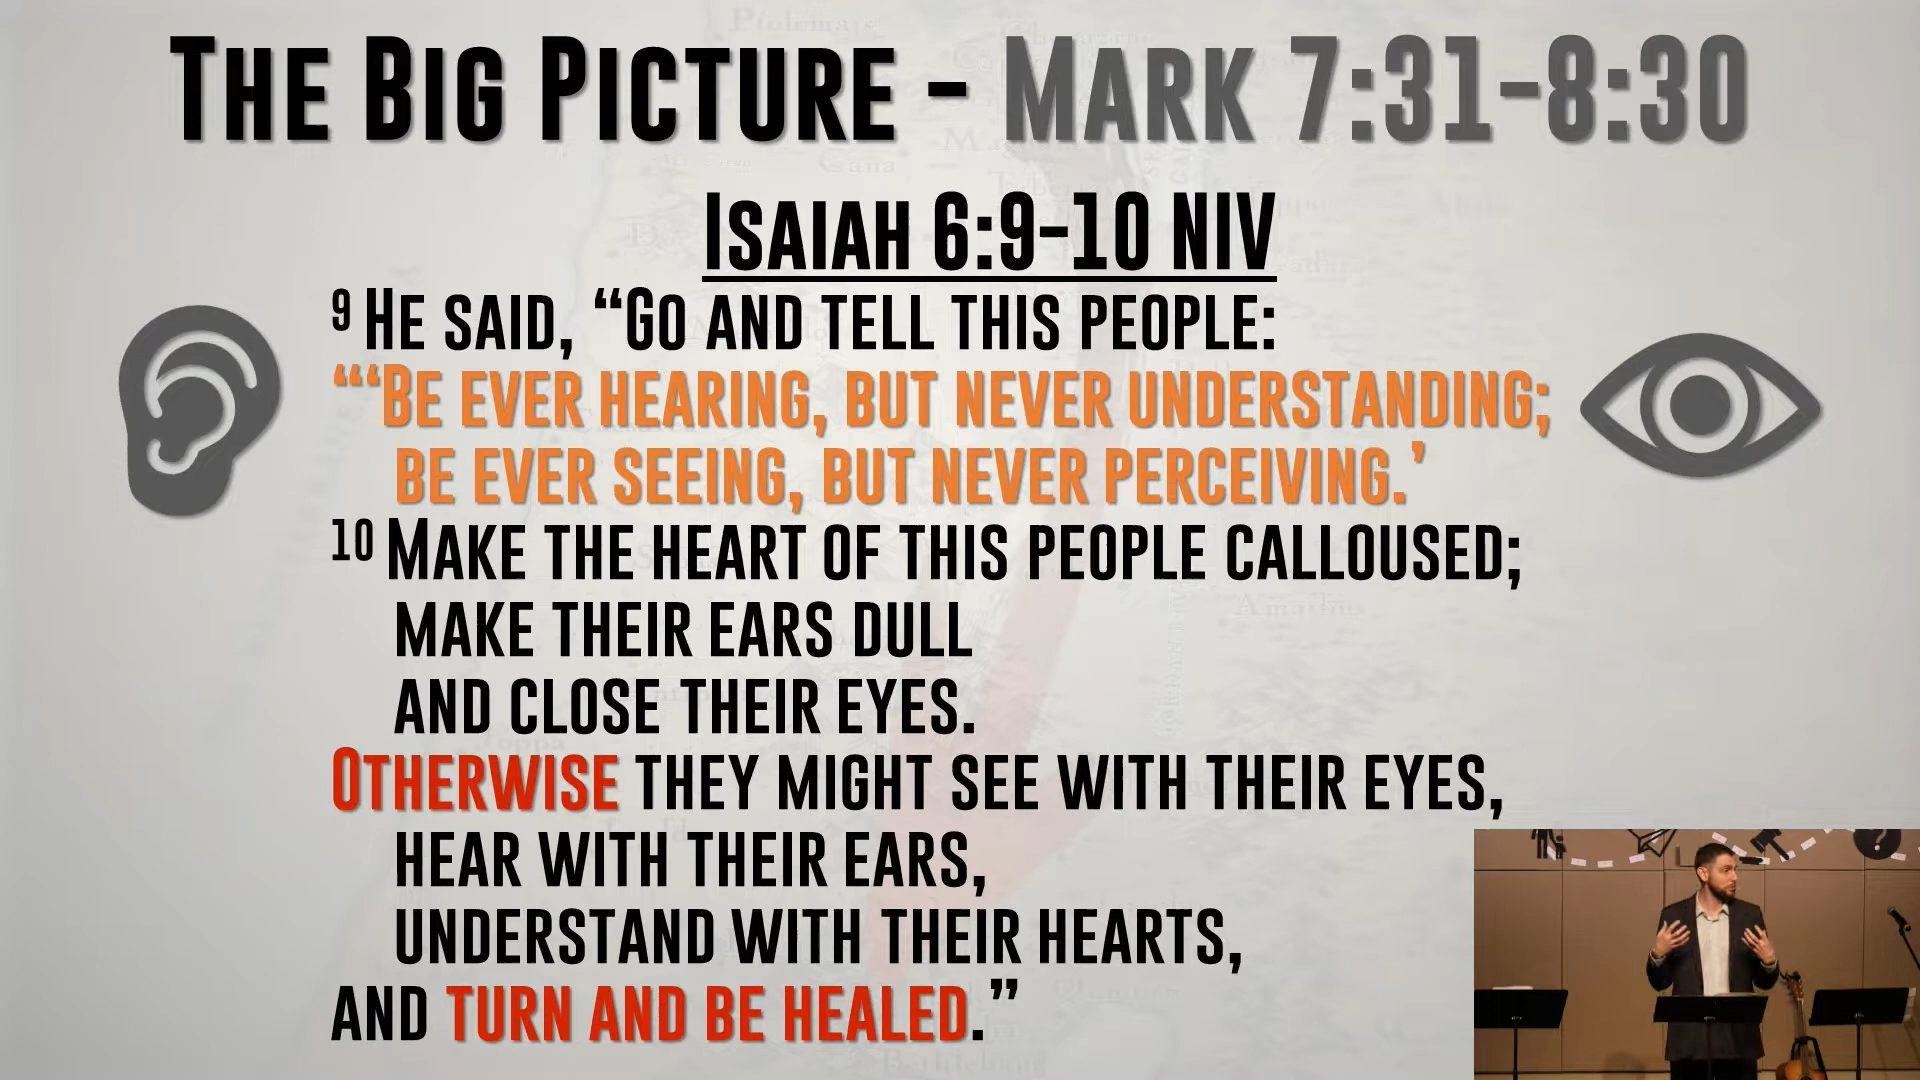 The Big Picture - Mark 7:31-8:30
Isaiah 6:9-10 NIV
9 He said, “Go and tell this people:
“‘Be ever hearing, but never understanding;
be ever seeing, but never perceiving.’
10 Make the heart of this people calloused;
make their ears dull
and close their eyes.
Otherwise they might see with their eyes,
hear with their ears,
understand with their hearts,
and turn and be healed.”
?